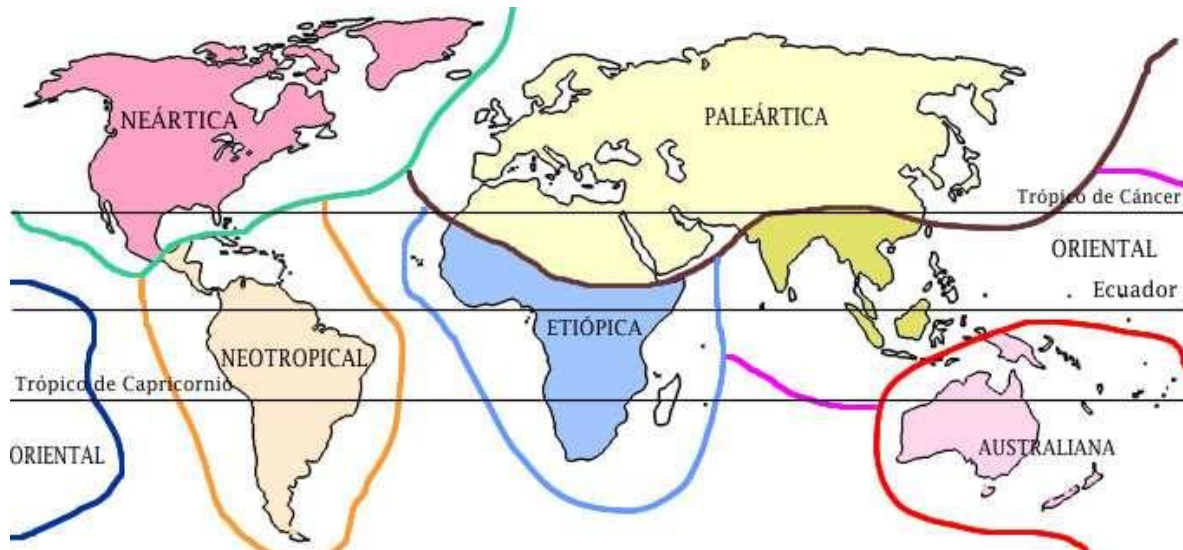 NEÁRTICA
PALEÁRTICA
Trópico de Cáncer
ORIENTAL
Ecuador
ETIÓPICA
NEOTROPICAL
Trópico de Capricornio
AUSTRALIANA
ORIENTAL